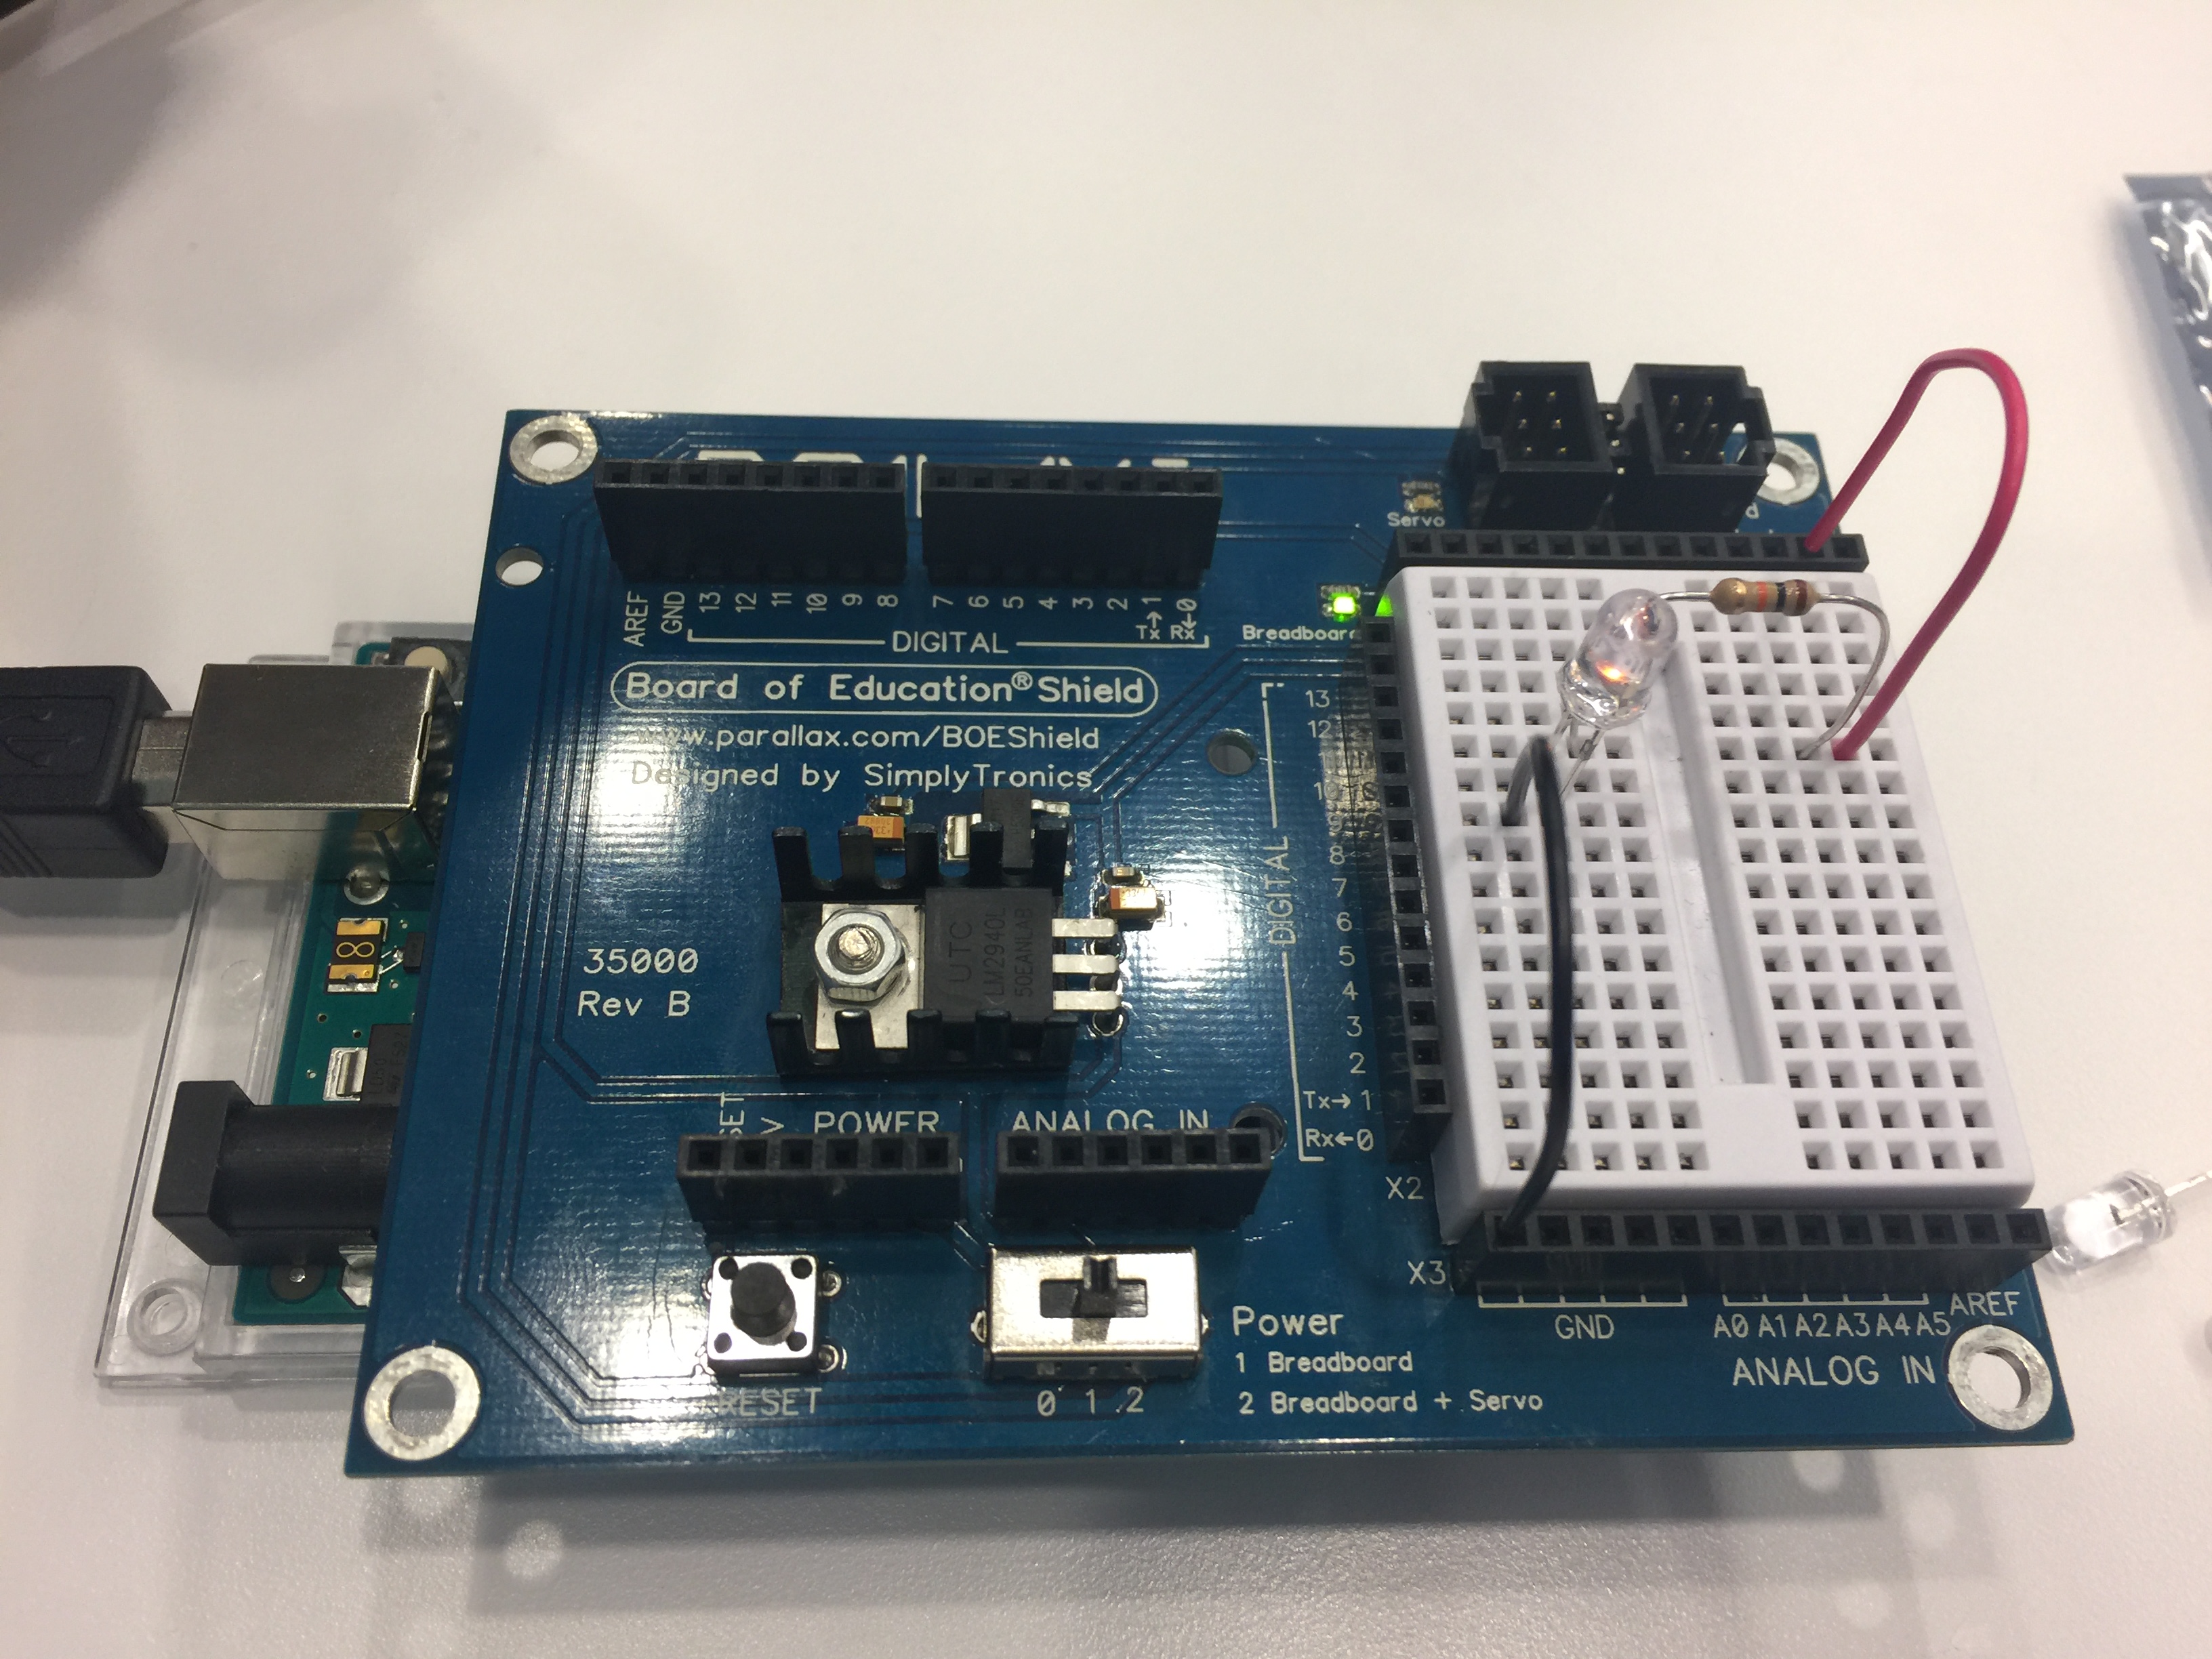 Servo
Breadboard
AREF
GND
13
12
11
10
9
8
7
6
5
4
3
2
Tx→ 1
Rx← 0
DIGITAL
Board of Education® Shield
www.parallax.com/BOEShield
Designed by SimplyTronics
35000
Rev B
UTC
LM2940L
50EANLAB
8
13
12
10
9
8
7
6
5
4
3
2
Tx→ 1
Rx← 0
DIGITAL
POWER
ANALOG IN
X2
X3
RESET
0 1 2
Power
1 Breadboard
2 Breadboard + Servo
GND
A0 A1 A2 A3 A4 A5 AREF
ANALOG IN